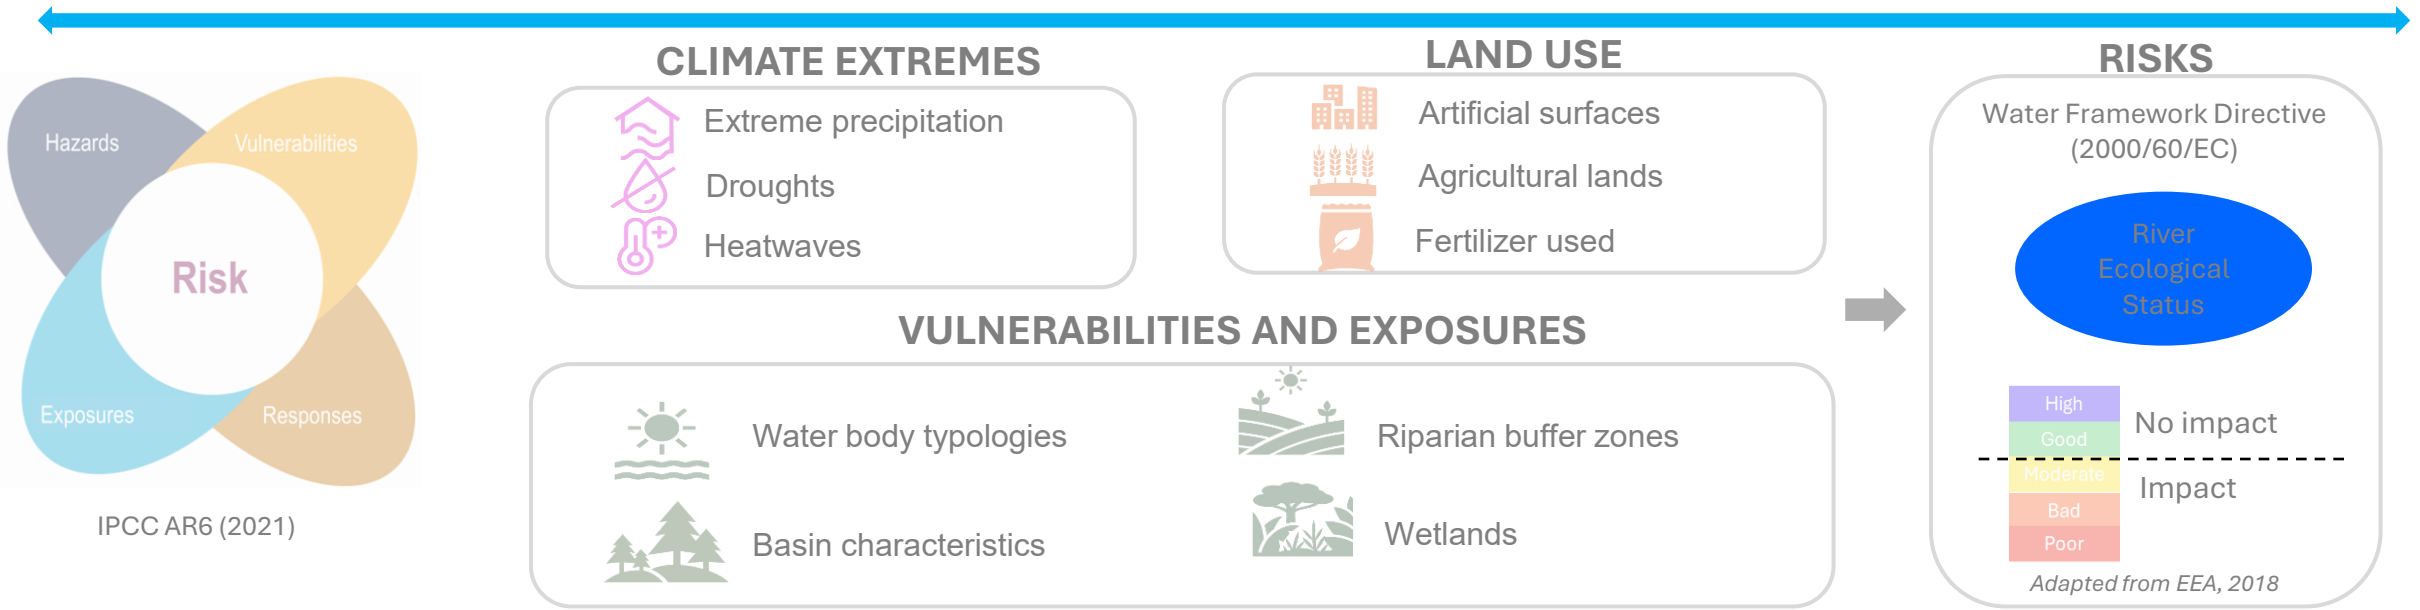 Hazards
Vulnerabilities
Risk
Exposures
Responses
IPCC AR6 (2021)
CLIMATE EXTREMES
Extreme precipitation
Droughts
Heatwaves
LAND USE
Artificial surfaces
Agricultural lands
Fertilizer used
VULNERABILITIES AND EXPOSURES
Water body typologies
Basin characteristics
Riparian buffer zones
Wetlands
RISKS
Water Framework Directive
(2000/60/EC)
River
Ecological
Status
High
Good
No impact
Moderate
Impact
Bad
Poor
Adapted from EEA, 2018